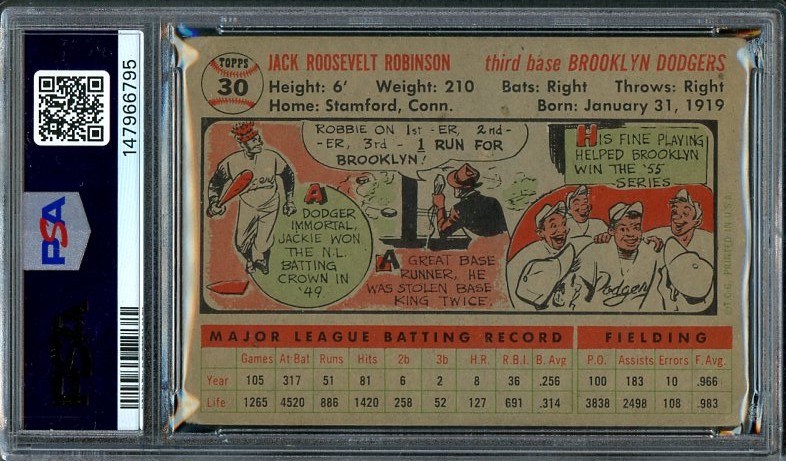 147966795
PSA
PSA
TOPPS
30
JACK ROOSEVELT ROBINSON
third base BROOKLYN DODGERS
Height: 6' Weight: 210 Bats: Right Throws: Right
Home: Stamford, Conn. Born: January 31, 1919
ROBBIE ON 1st -ER, 2nd-
-ER, 3rd - 1 RUN FOR
BROOKLYN!
A
DODGER
IMMORTAL,
JACKIE WON
THE N.L.
BATTING
CROWN IN
'49
A GREAT BASE
RUNNER, HE
WAS STOLEN BASE
KING TWICE.
HIS FINE PLAYING
HELPED BROOKLYN
WIN THE '55
SERIES
Dodgers
©T.C.G. PRINTED IN U.S.A.
MAJOR LEAGUE BATTING RECORD FIELDING
Games At Bat Runs Hits 2b 3b H.R. R.B.I. B. Avg P.O. Assists Errors F. Avg
Year 105 317 51 81 6 2 8 36 .256 100 183 10 .966
Life 1265 4520 886 1420 258 52 127 691 .314 3838 2498 108 .983